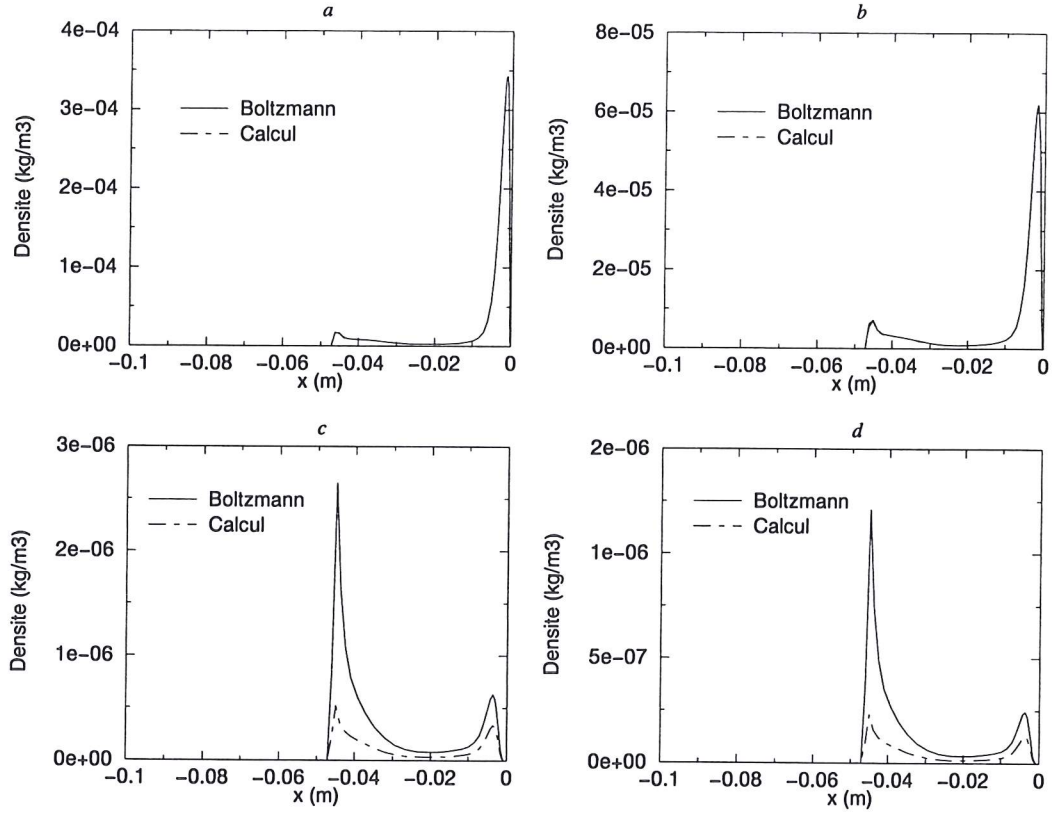 a
4e−04
3e−04
2e−04
1e−04
0e+00
Densite (kg/m3)
Boltzmann
Calcul
−0.1 −0.08 −0.06 −0.04 −0.02 0
x (m)
b
8e−05
6e−05
4e−05
2e−05
0e+00
Densite (kg/m3)
Boltzmann
Calcul
−0.1 −0.08 −0.06 −0.04 −0.02 0
x (m)
c
3e−06
2e−06
1e−06
0e+00
Densite (kg/m3)
Boltzmann
Calcul
−0.1 −0.08 −0.06 −0.04 −0.02 0
x (m)
d
2e−06
1e−06
5e−07
0e+00
Densite (kg/m3)
Boltzmann
Calcul
−0.1 −0.08 −0.06 −0.04 −0.02 0
x (m)